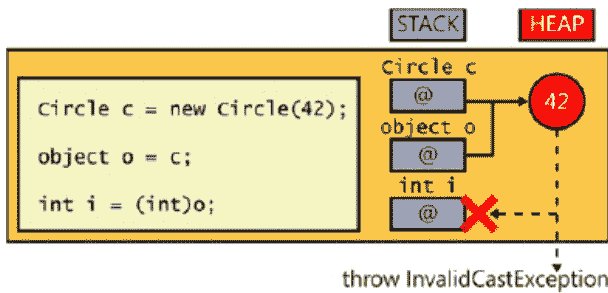 STACK HEAP
Circle c
@
42
Circle c = new Circle(42);
object o = c;
int i = (int)o;
object o
@
int i
@
throw InvalidCastException